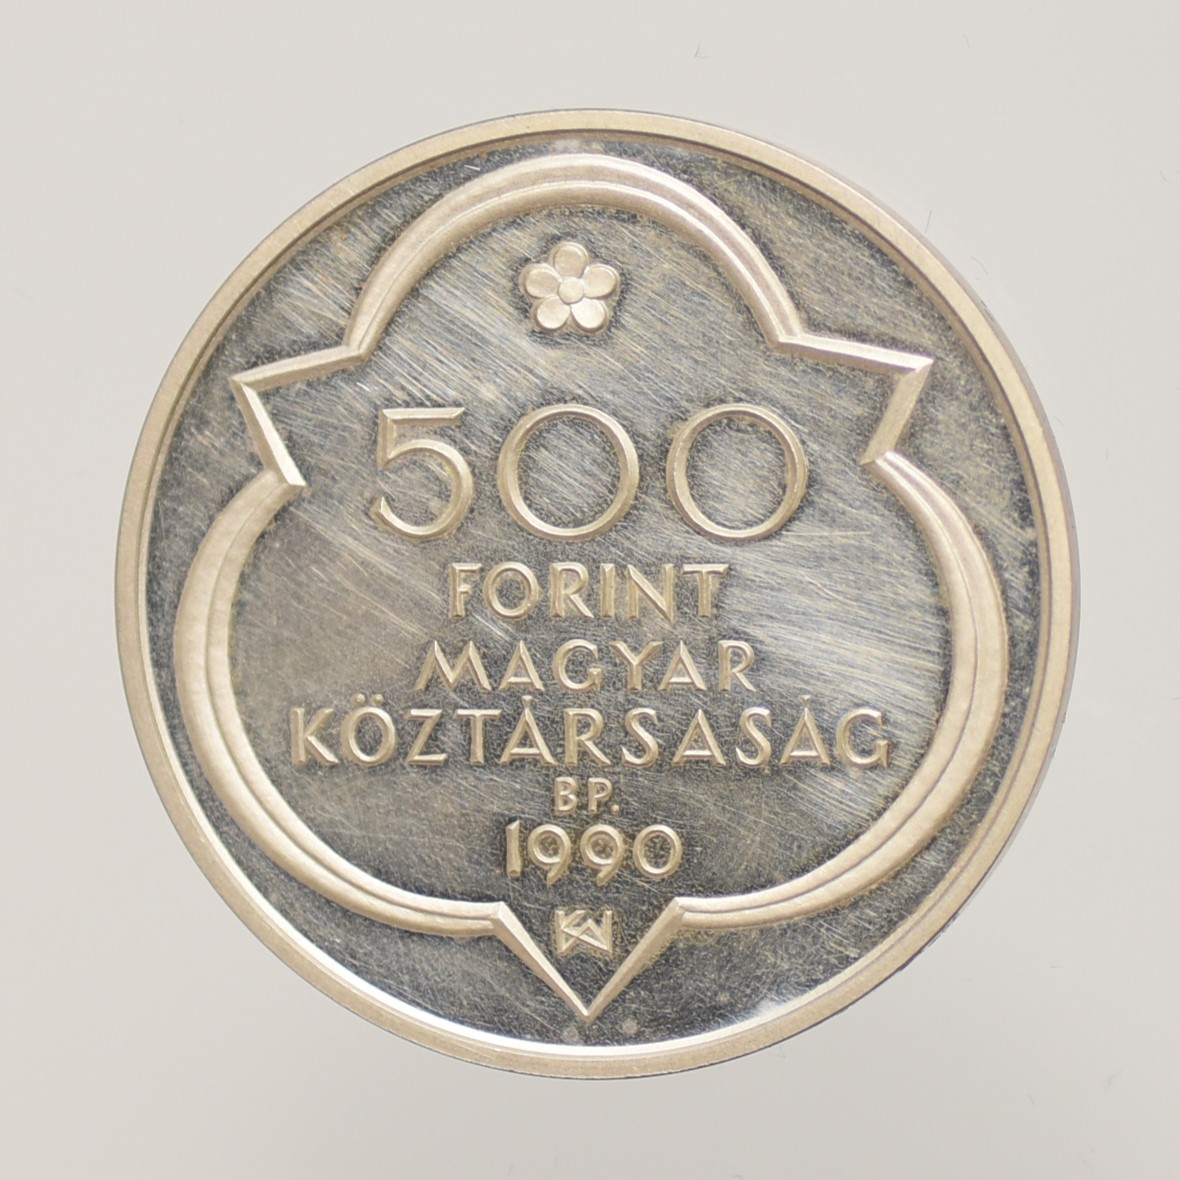 500
FORINT
MAGYAR
KÖZTÁRSASÁG
BP.
1990